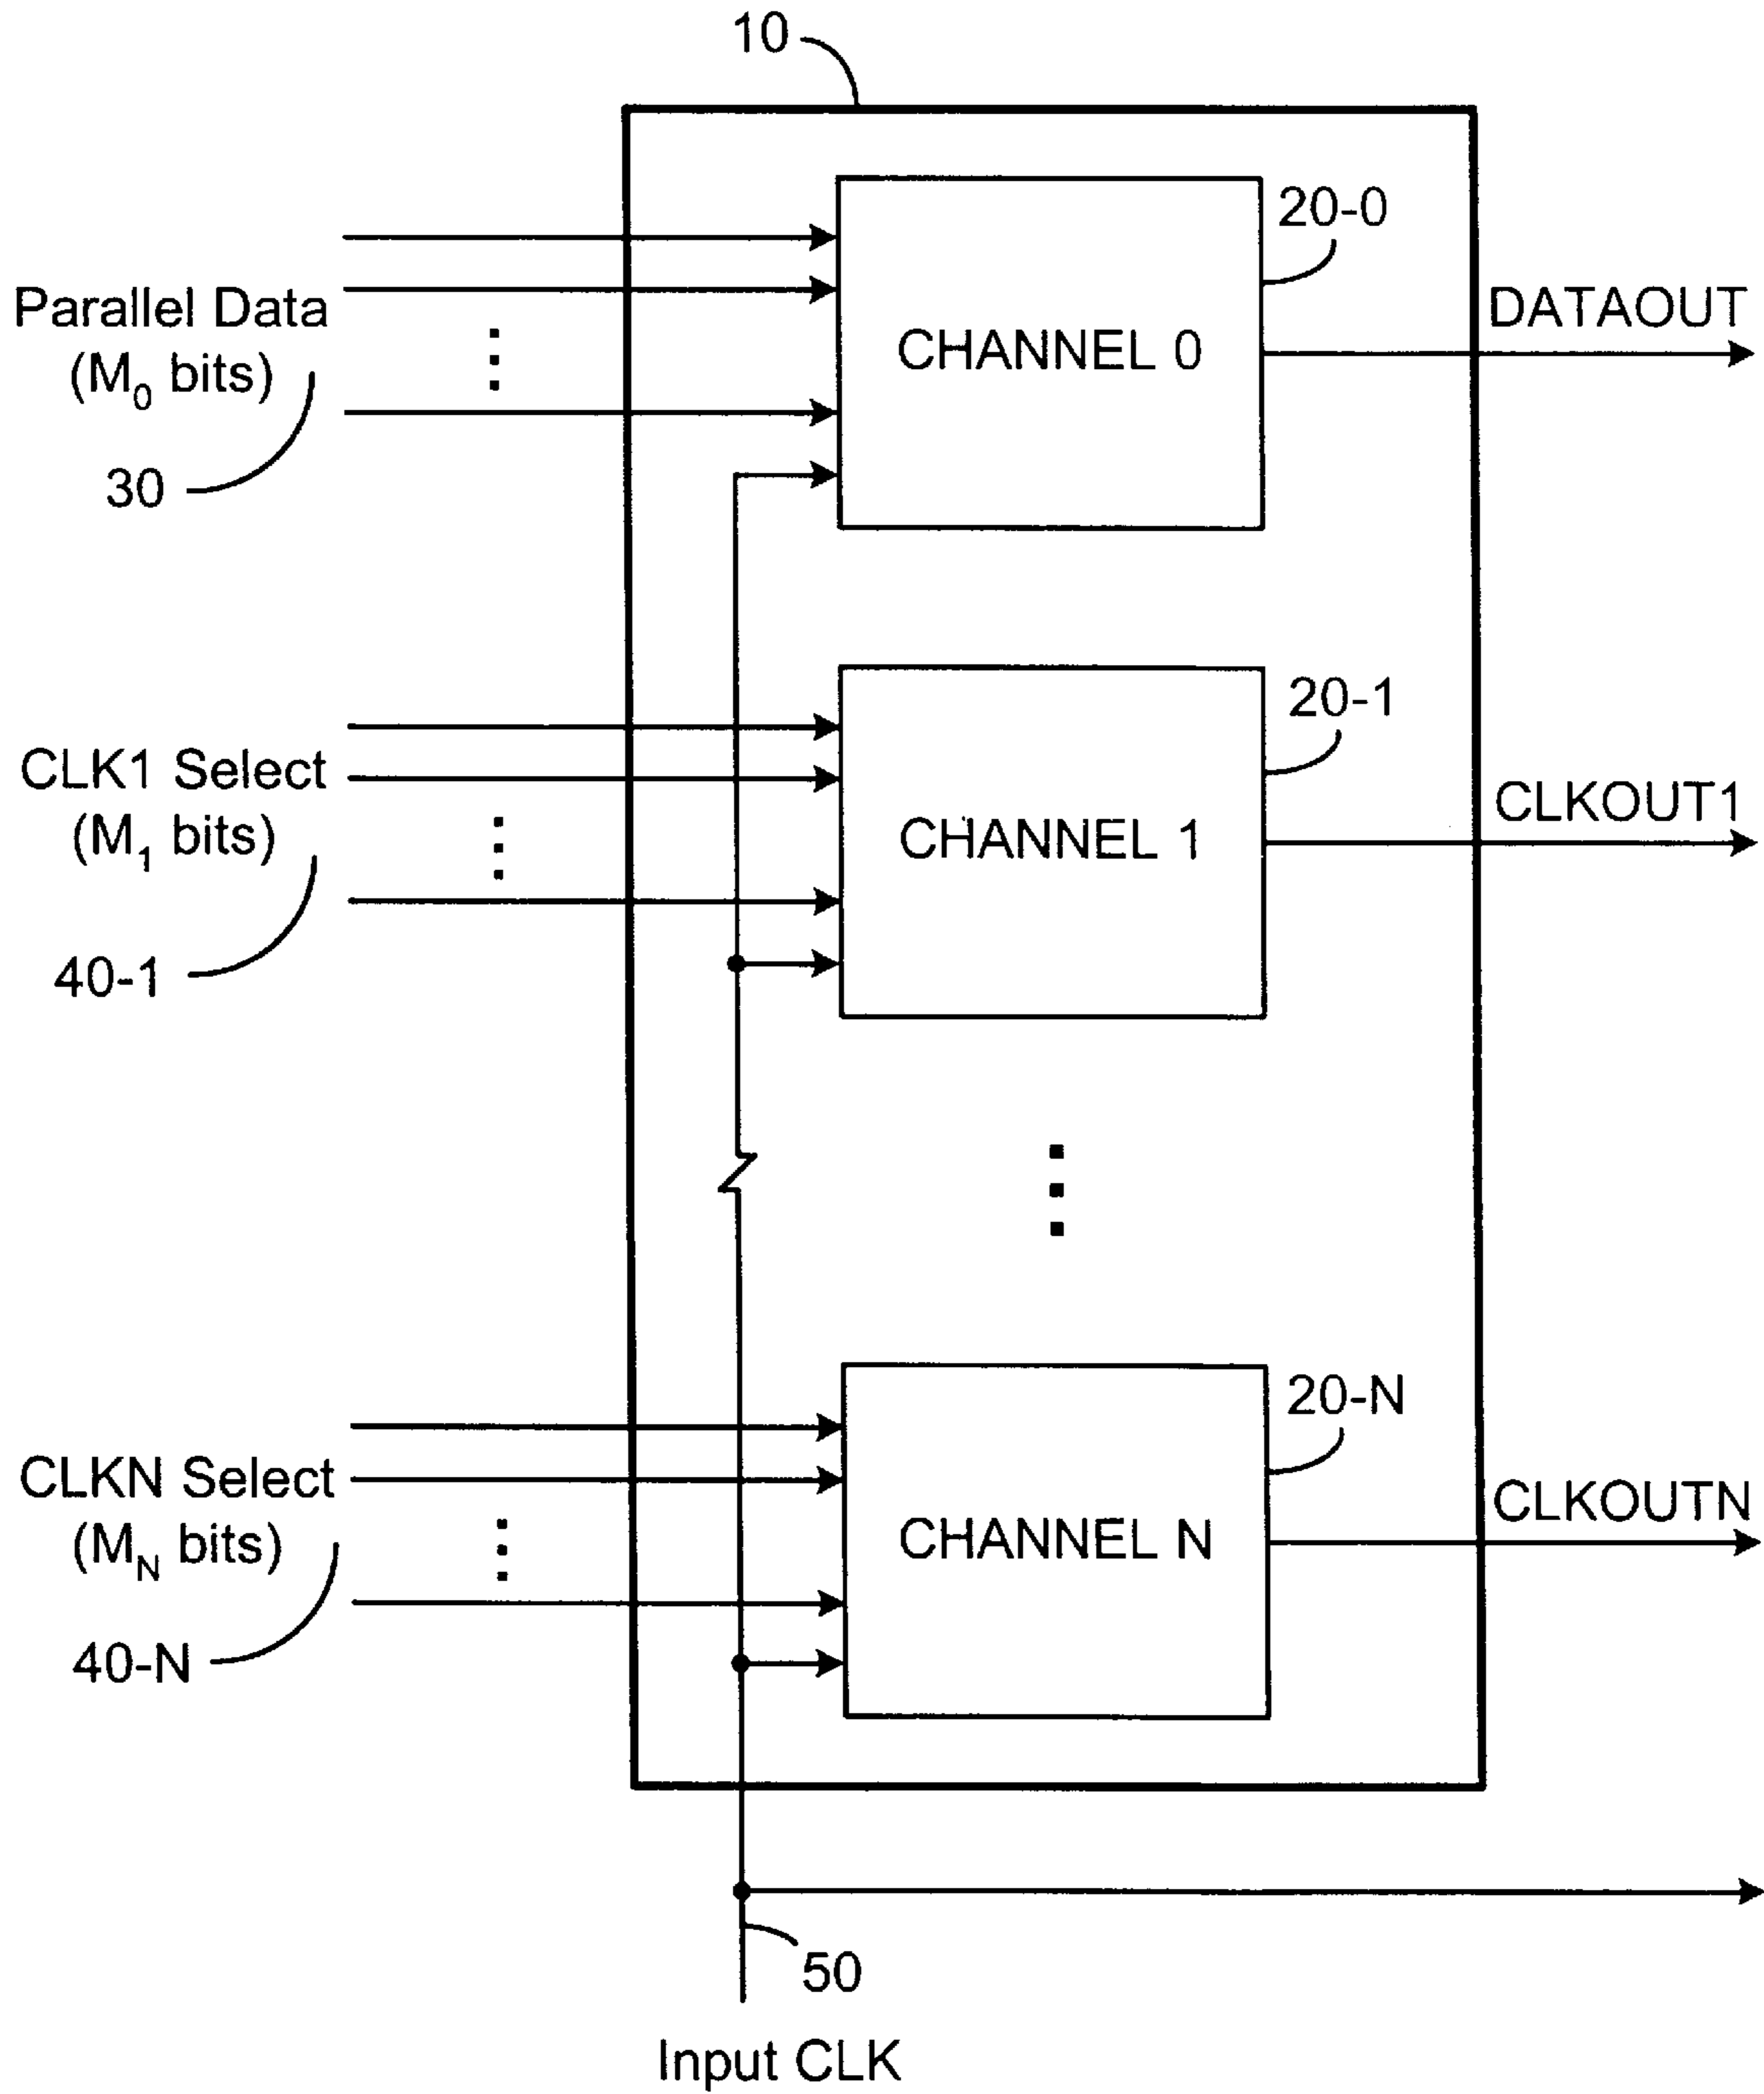 10
20-0
Parallel Data
(M₀ bits)
30
CHANNEL 0
DATAOUT
20-1
CLK1 Select
(M₁ bits)
40-1
CHANNEL 1
CLKOUT1
20-N
CLKN Select
(M_N bits)
40-N
CHANNEL N
CLKOUTN
50
Input CLK